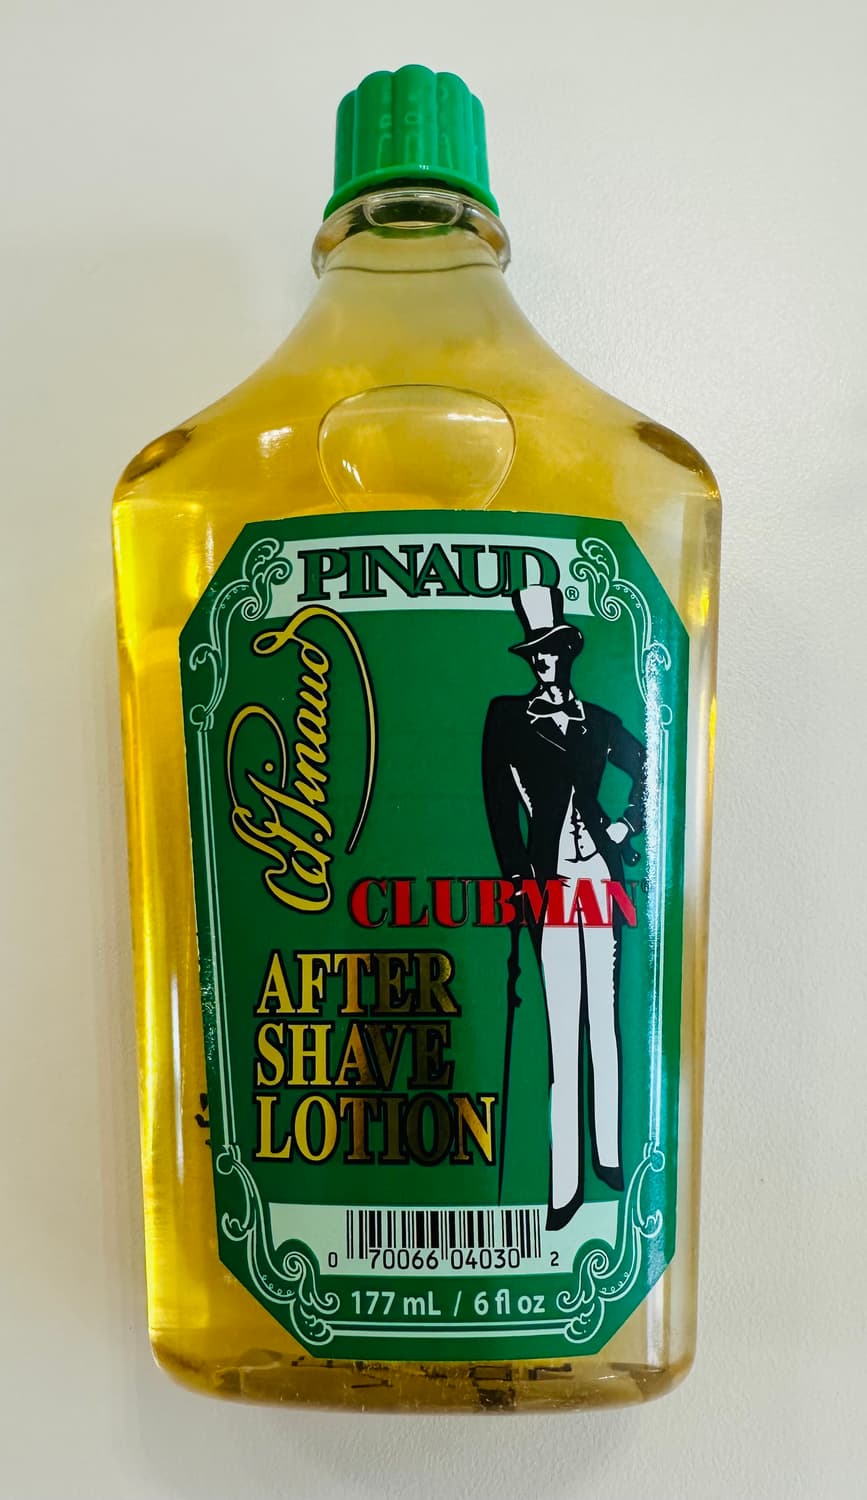 PINAUD®
Ed. Pinaud
CLUBMAN
AFTER
SHAVE
LOTION
0 70066 04030 2
177 mL / 6 fl oz